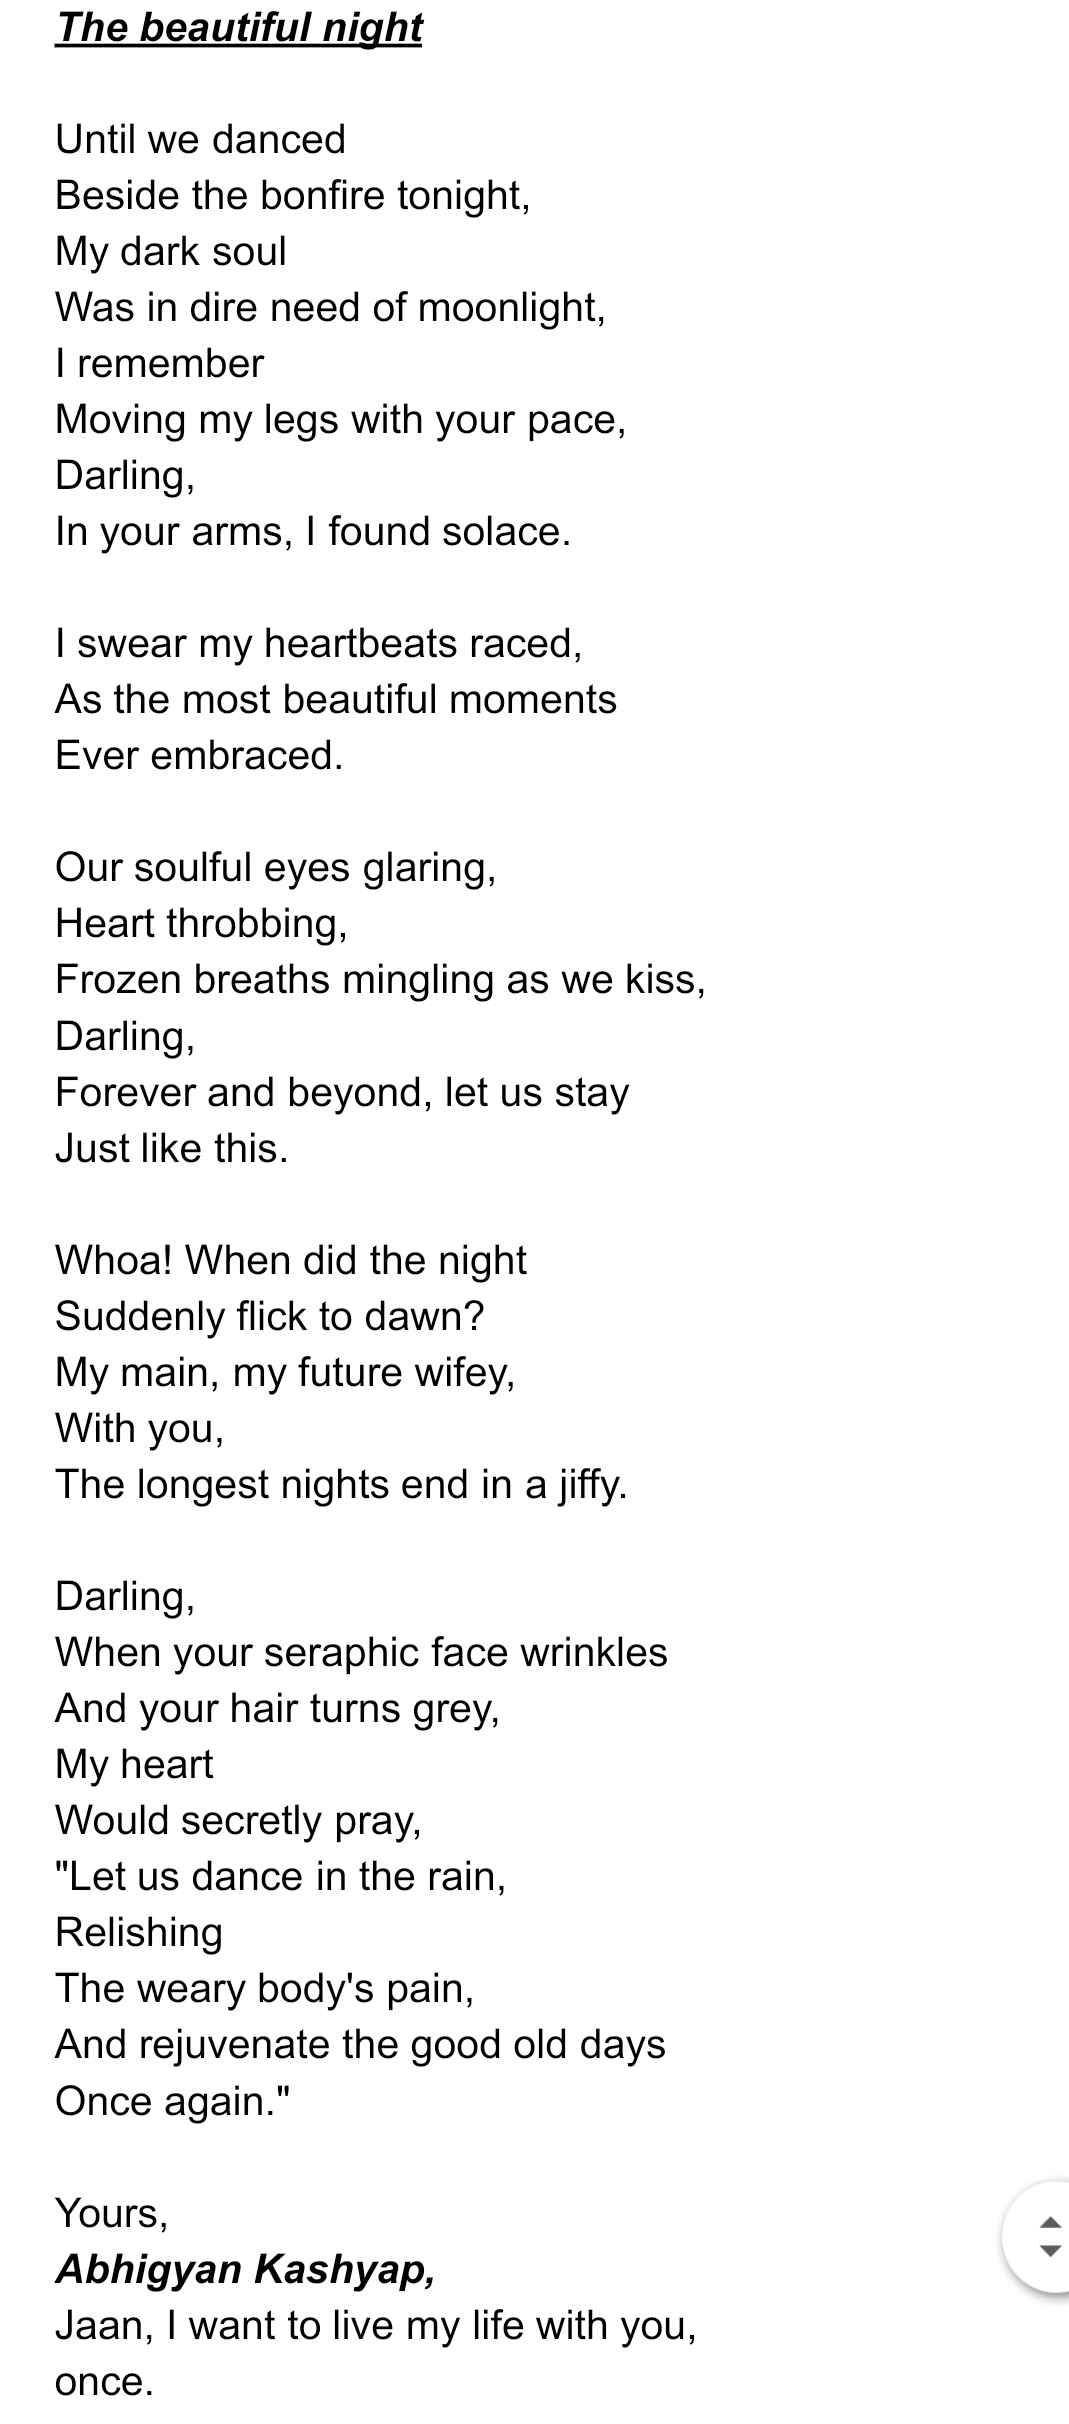 The beautiful night
Until we danced
Beside the bonfire tonight,
My dark soul
Was in dire need of moonlight,
I remember
Moving my legs with your pace,
Darling,
In your arms, I found solace.
I swear my heartbeats raced,
As the most beautiful moments
Ever embraced.
Our soulful eyes glaring,
Heart throbbing,
Frozen breaths mingling as we kiss,
Darling,
Forever and beyond, let us stay
Just like this.
Whoa! When did the night
Suddenly flick to dawn?
My main, my future wifey,
With you,
The longest nights end in a jiffy.
Darling,
When your seraphic face wrinkles
And your hair turns grey,
My heart
Would secretly pray,
"Let us dance in the rain,
Relishing
The weary body's pain,
And rejuvenate the good old days
Once again."
Yours,
Abhigyan Kashyap,
Jaan, I want to live my life with you,
once.